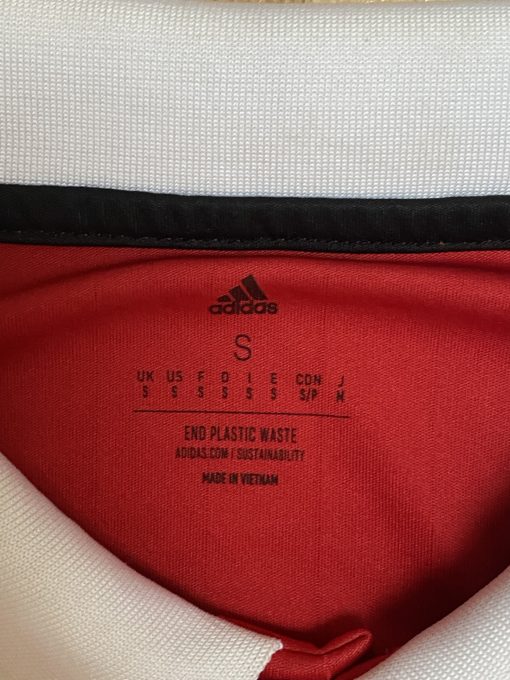 adidas
S
UK US F D I E CDN J
S S S S S S S/P M
END PLASTIC WASTE
ADIDAS.COM / SUSTAINABILITY
MADE IN VIETNAM